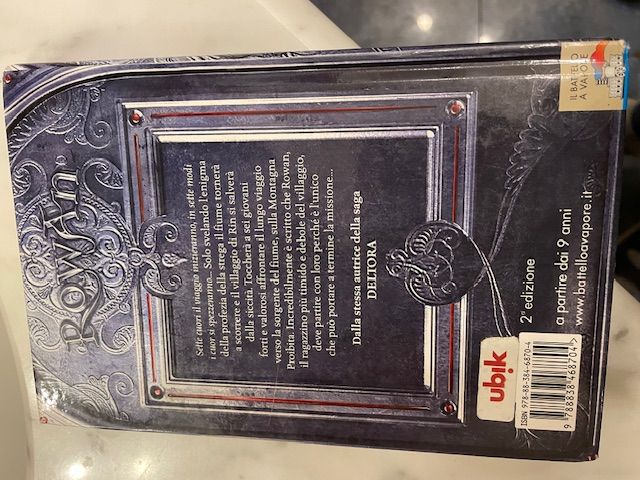 ROWAN
Sette cuori il viaggio inizieranno, in sette modi
i cuor si spezzeranno... Solo svelando l'enigma
della profezia della strega il fiume tornerà
a scorrere e il villaggio di Rin si salverà
dalla siccità. Toccherà a sei giovani
forti e valorosi affrontare il lungo viaggio
verso la sorgente del fiume, sulla Montagna
Proibita. Incredibilmente è scritto che Rowan,
il ragazzino più timido e debole del villaggio,
deve partire con loro perché è l'unico
che può portare a termine la missione...
Dalla stessa autrice della saga
DELTORA
2ª edizione
a partire dai 9 anni
www.battelloavapore.it
IL BATTELLO
A VAPORE
ubik
ISBN 978-88-384-6870-4
9 788838 468704